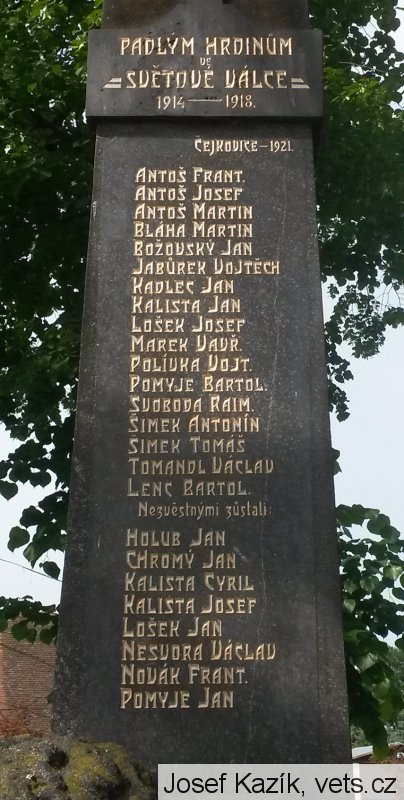 PADLÝM HRDINŮM
VE
SVĚTOVÉ VÁLCE
1914 — 1918.
ČEJKOVICE – 1921.
ANTOŠ FRANT.
ANTOŠ JOSEF
ANTOŠ MARTIN
BLÁHA MARTIN
BOŽOVSKÝ JAN
JABŮREK VOJTĚCH
KADLEC JAN
KALISTA JAN
LOŠEK JOSEF
MAREK VAVŘ.
POLÍVKA VOJT.
POMYJE BARTOL.
SVOBODA RAIM.
ŠIMEK ANTONÍN
ŠIMEK TOMÁŠ
TOMANDL VÁCLAV
LENC BARTOL.
Nezvěstnými zůstali:
HOLUB JAN
CHROMÝ JAN
KALISTA CYRIL
KALISTA JOSEF
LOŠEK JAN
NESVORA VÁCLAV
NOVÁK FRANT.
POMYJE JAN
Josef Kazík, vets.cz